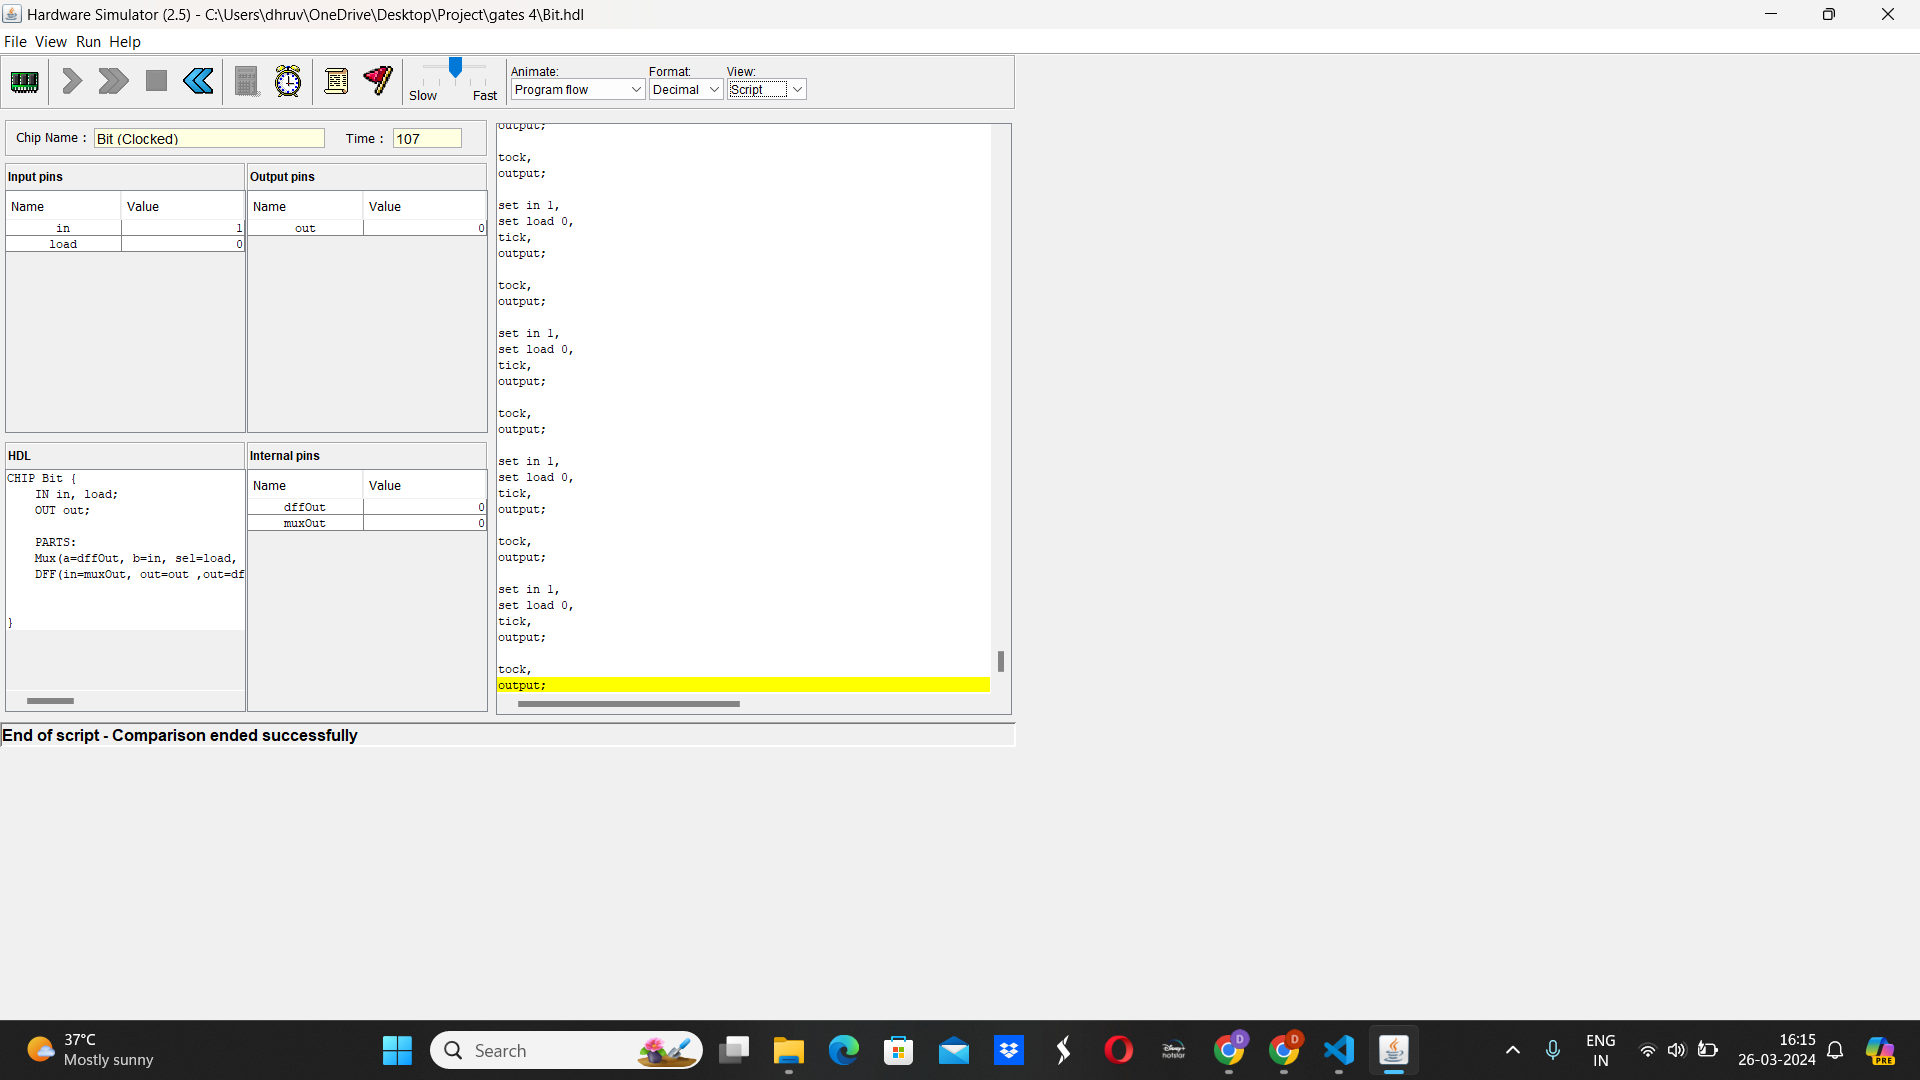 Hardware Simulator (2.5) - C:\Users\dhruv\OneDrive\Desktop\Project\gates 4\Bit.hdl
File View Run Help
Slow Fast
Animate:
Program flow
Format:
Decimal
View:
Script
Chip Name : Bit (Clocked) Time : 107
Input pins
Name Value
in 1
load 0
Output pins
Name Value
out 0
HDL
CHIP Bit {
IN in, load;
OUT out;
PARTS:
Mux(a=dffOut, b=in, sel=load,
DFF(in=muxOut, out=out ,out=df
}
Internal pins
Name Value
dffOut 0
muxOut 0
output;
tock,
output;
set in 1,
set load 0,
tick,
output;
tock,
output;
set in 1,
set load 0,
tick,
output;
tock,
output;
set in 1,
set load 0,
tick,
output;
tock,
output;
set in 1,
set load 0,
tick,
output;
tock,
output;
End of script - Comparison ended successfully
37°C
Mostly sunny
Search
Disney+
hotstar
D
D
ENG
IN
16:15
26-03-2024
PRE